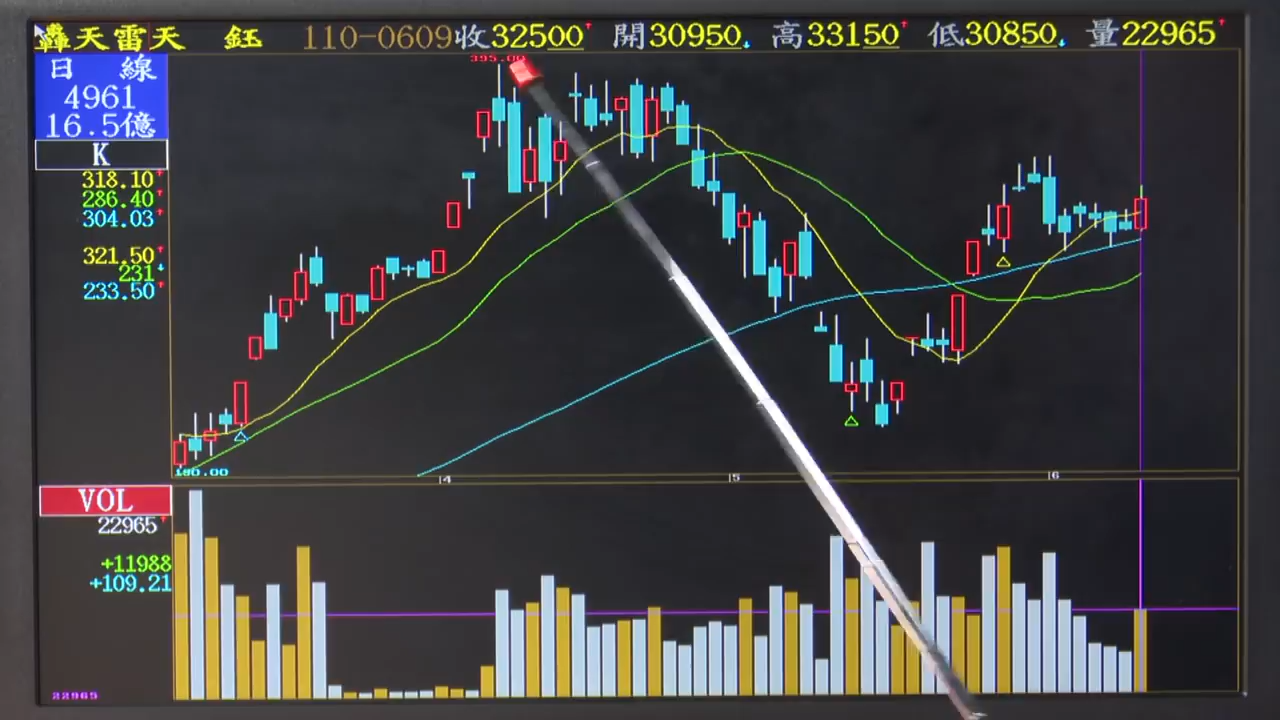 轟天雷天 鈺 110-0609收32500↑ 開30950↓ 高33150↑ 低30850↓ 量22965↑
日 線
4961
16.5億
K
318.10↑
286.40↑
304.03↑
321.50↑
231↓
233.50↑
395.00
190.00
4 5 6
VOL
22965↑
+11988
+109.21
22965